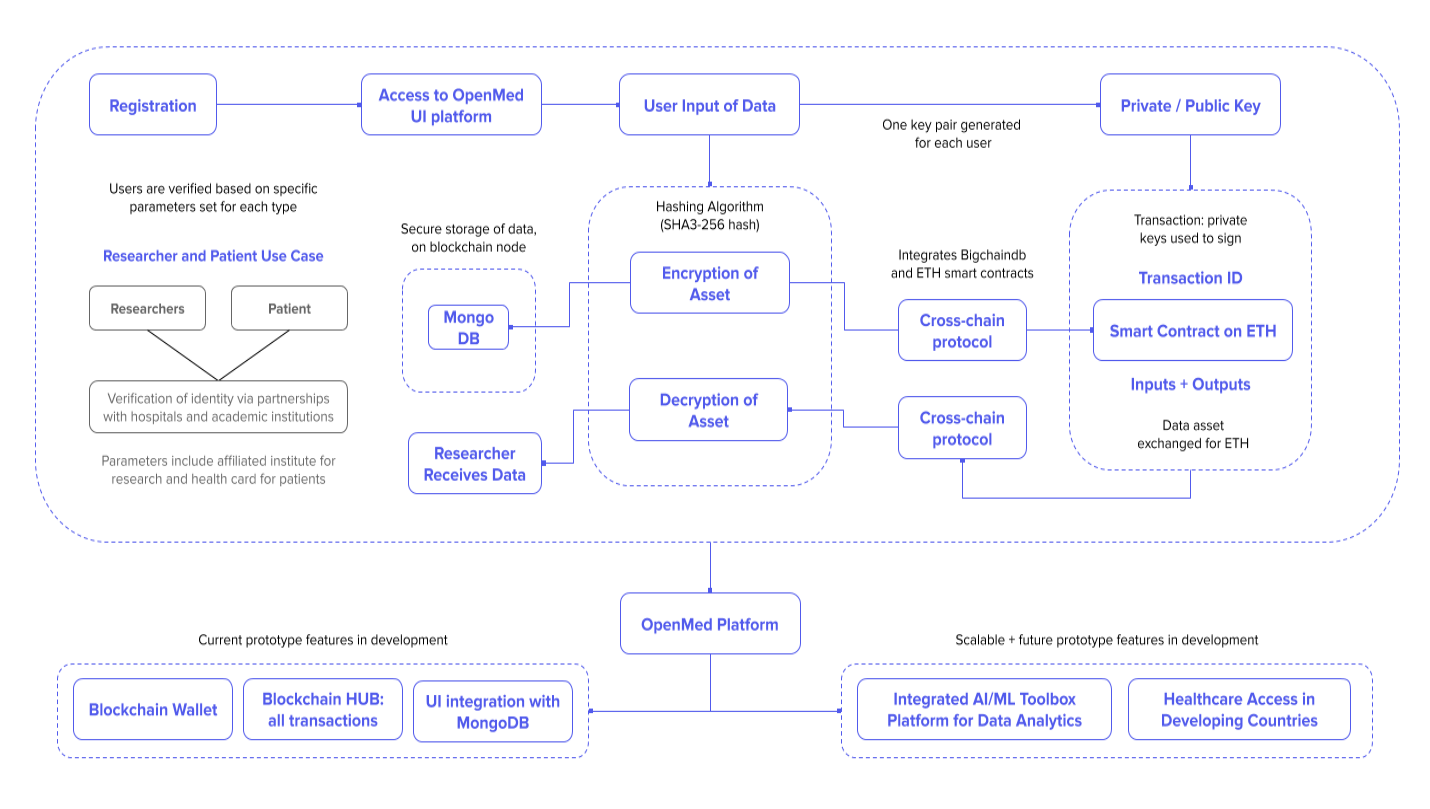 Registration
Access to OpenMed
UI platform
User Input of Data
Private / Public Key
One key pair generated
for each user
Users are verified based on specific
parameters set for each type
Researcher and Patient Use Case
Researchers
Patient
Verification of identity via partnerships
with hospitals and academic institutions
Parameters include affiliated institute for
research and health card for patients
Secure storage of data,
on blockchain node
Mongo
DB
Researcher
Receives Data
Hashing Algorithm
(SHA3-256 hash)
Encryption of
Asset
Decryption of
Asset
Integrates Bigchaindb
and ETH smart contracts
Cross-chain
protocol
Cross-chain
protocol
Transaction: private
keys used to sign
Transaction ID
Smart Contract on ETH
Inputs + Outputs
Data asset
exchanged for ETH
OpenMed Platform
Current prototype features in development
Blockchain Wallet
Blockchain HUB:
all transactions
UI integration with
MongoDB
Scalable + future prototype features in development
Integrated AI/ML Toolbox
Platform for Data Analytics
Healthcare Access in
Developing Countries